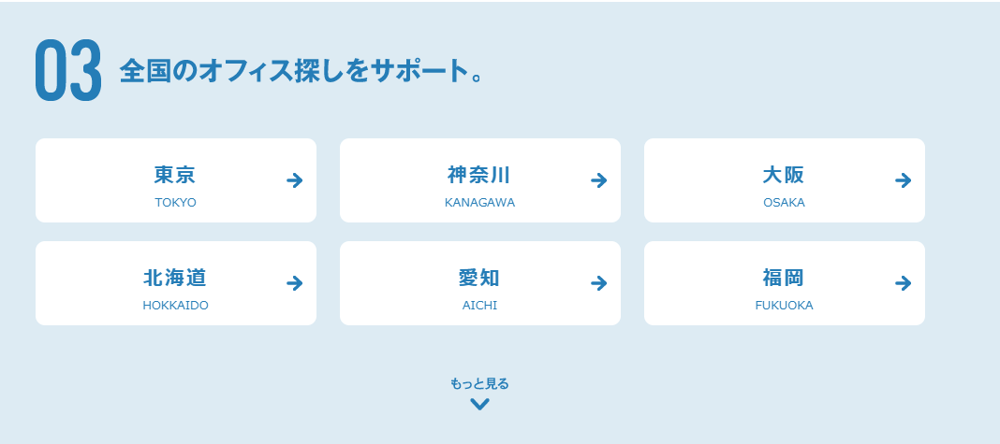 03 全国のオフィス探しをサポート。
東京
TOKYO
神奈川
KANAGAWA
大阪
OSAKA
北海道
HOKKAIDO
愛知
AICHI
福岡
FUKUOKA
もっと見る